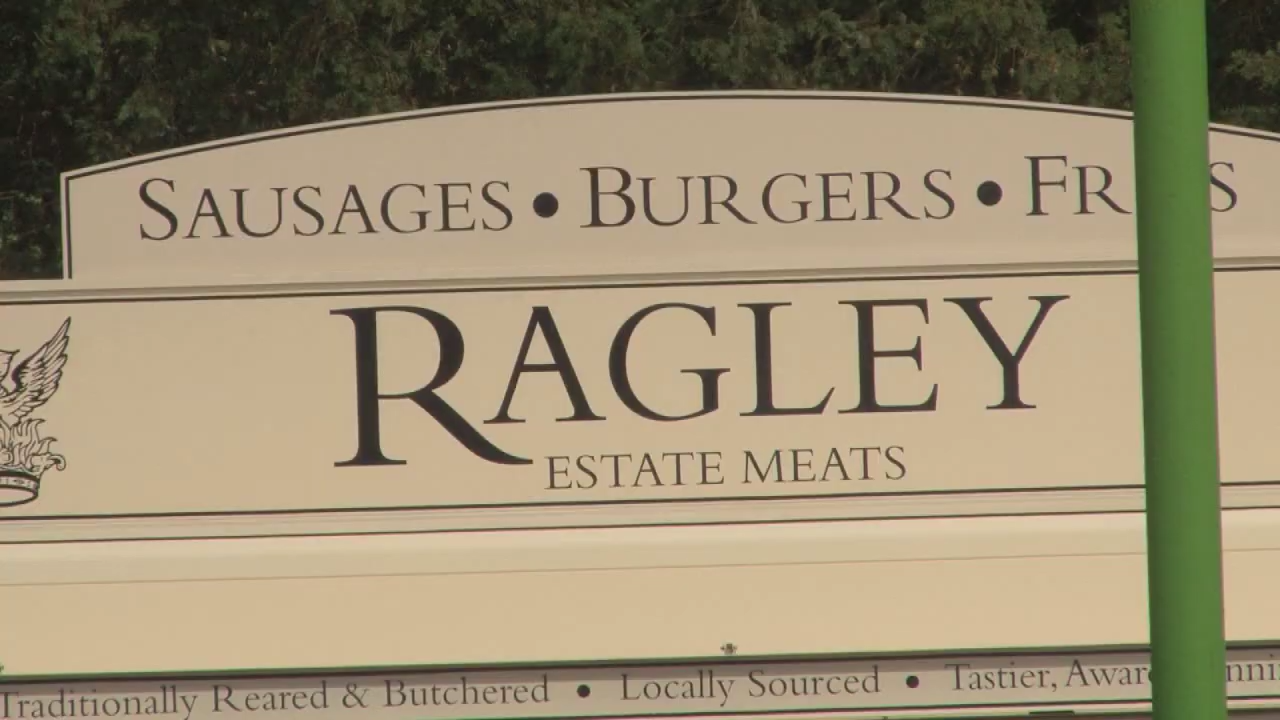 SAUSAGES • BURGERS •
RAGLEY
ESTATE MEATS
Traditionally Reared & Butchered • Locally Sourced • Tastier,